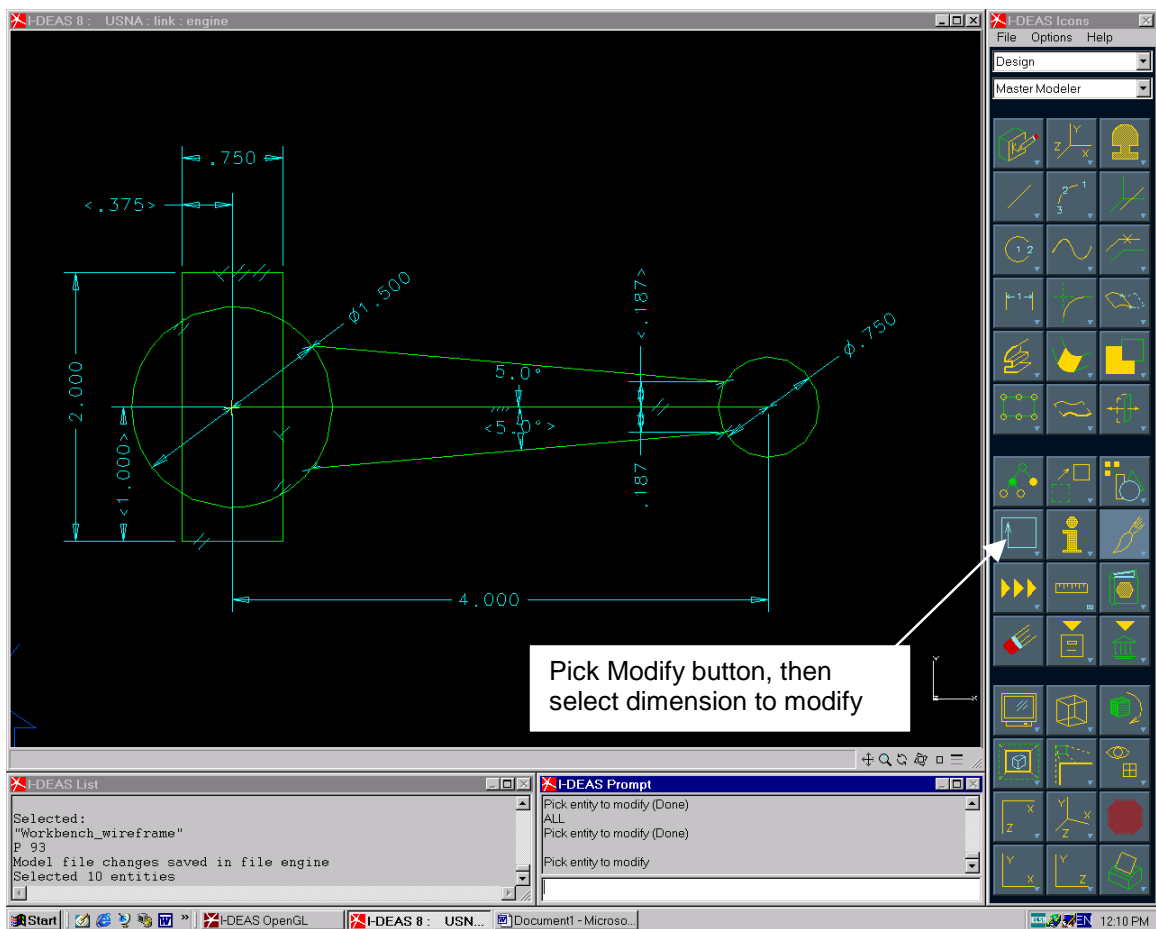 I-DEAS 8 :   USNA : link : engine
I-DEAS Icons
File Options Help
Design
Master Modeler
.750
<.375>
ø1.500
<.187>
ø.750
5.0°
2.000
<5.0°>
<1.000>
.187
4.000
Pick Modify button, then
select dimension to modify
Y
X
I-DEAS List
Selected:
"Workbench_wireframe"
P 93
Model file changes saved in file engine
Selected 10 entities
I-DEAS Prompt
Pick entity to modify (Done)
ALL
Pick entity to modify (Done)
Pick entity to modify
Start
»
I-DEAS OpenGL
I-DEAS 8 :   USN...
Document1 - Microso...
EN 12:10 PM